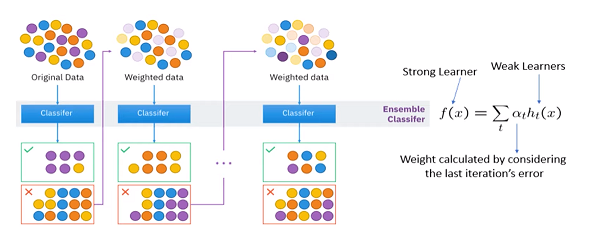 Original Data
Weighted data
Weighted data
Classifer
Classifer
Classifer
Ensemble
Classifer
...
Strong Learner
Weak Learners
f(x) = ∑ₜ αₜhₜ(x)
Weight calculated by considering
the last iteration's error